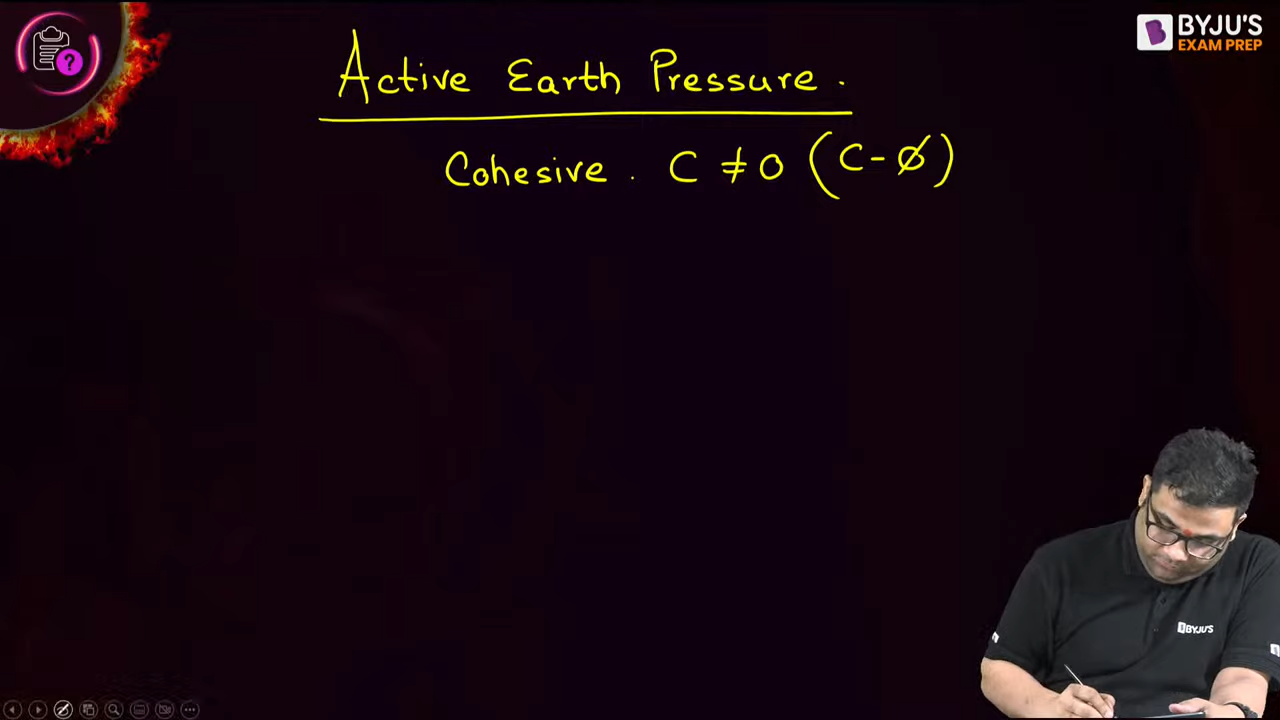 BYJU'S
EXAM PREP
Active Earth Pressure.
Cohesive. C ≠ 0 (C-Ø)
BYJU'S